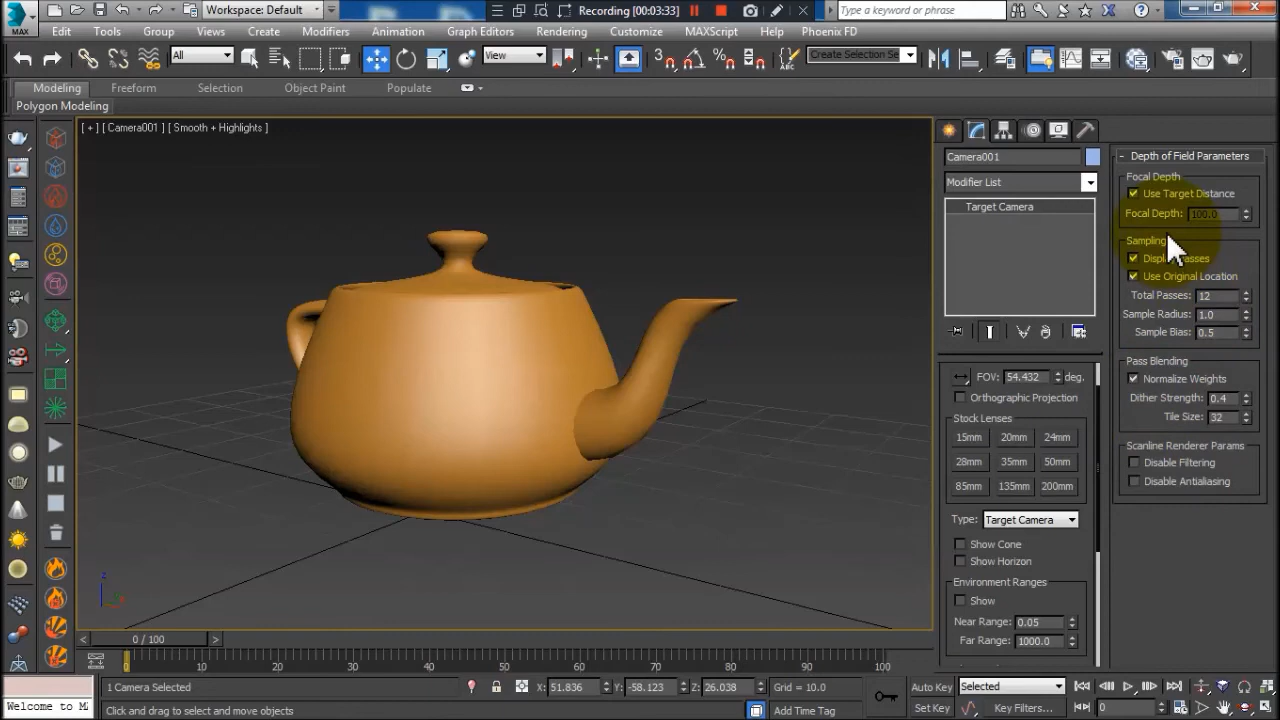 MAX
Workspace: Default
Recording [00:03:33]
Type a keyword or phrase
Edit Tools Group Views Create Modifiers Animation Graph Editors Rendering Customize MAXScript Help Phoenix FD
All View 3 Create Selection Se
Modeling Freeform Selection Object Paint Populate
Polygon Modeling
[ + ] [ Camera001 ] [ Smooth + Highlights ]
Camera001
Modifier List
Target Camera
FOV: 54.432 deg.
Orthographic Projection
Stock Lenses
15mm 20mm 24mm
28mm 35mm 50mm
85mm 135mm 200mm
Type: Target Camera
Show Cone
Show Horizon
Environment Ranges
Show
Near Range: 0.05
Far Range: 1000.0
- Depth of Field Parameters
Focal Depth
Use Target Distance
Focal Depth: 100.0
Sampling
Display Passes
Use Original Location
Total Passes: 12
Sample Radius: 1.0
Sample Bias: 0.5
Pass Blending
Normalize Weights
Dither Strength: 0.4
Tile Size: 32
Scanline Renderer Params
Disable Filtering
Disable Antialiasing
z
x
< 0 / 100 >
0 10 20 30 40 50 60 70 80 90 100
1 Camera Selected X: 51.836 Y: -58.123 Z: 26.038 Grid = 10.0 Auto Key Selected
Welcome to M
Click and drag to select and move objects Add Time Tag Set Key Key Filters... 0